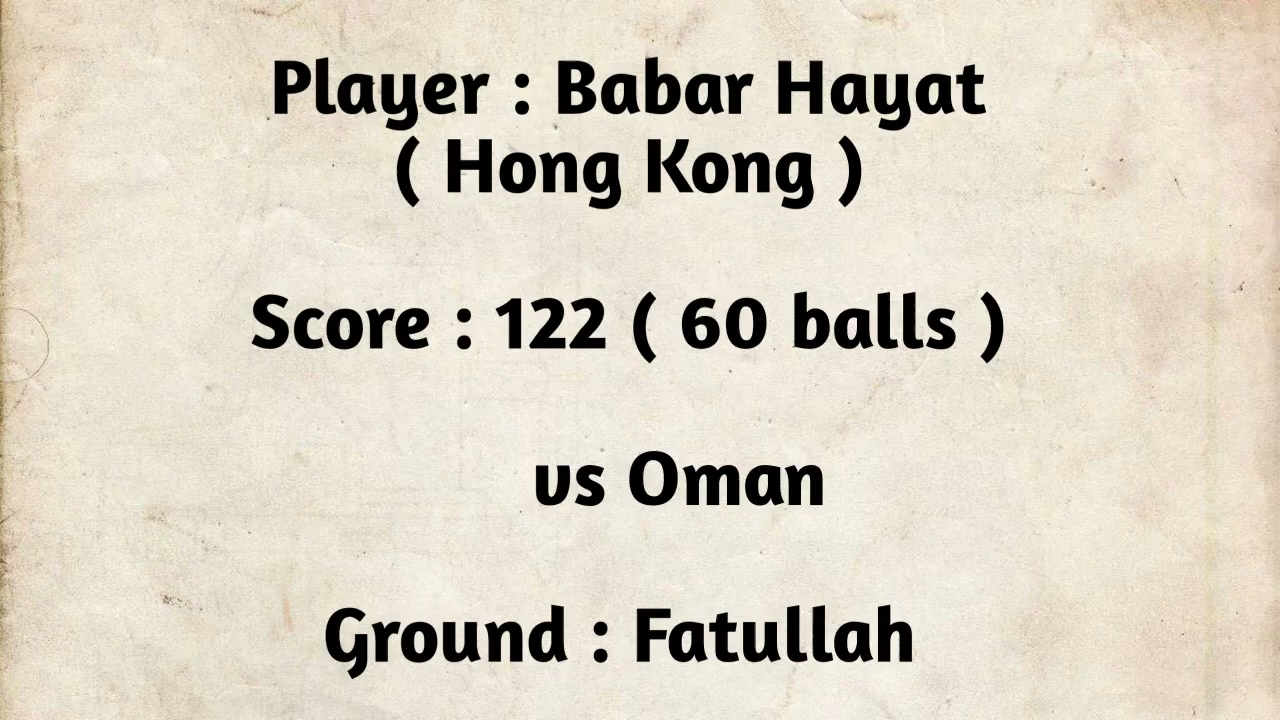 Player : Babar Hayat
( Hong Kong )
Score : 122 ( 60 balls )
vs Oman
Ground : Fatullah